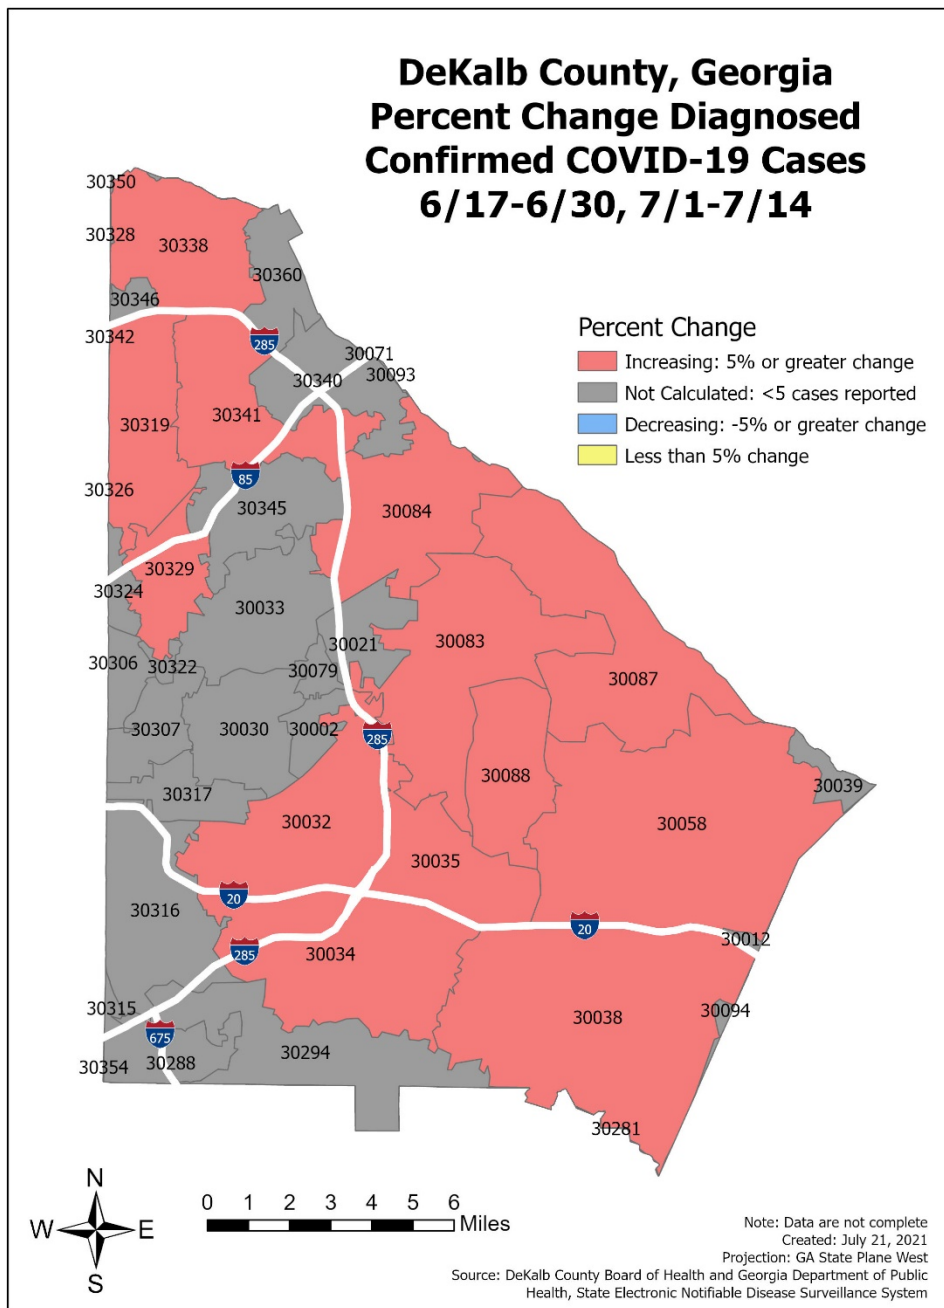 DeKalb County, Georgia
Percent Change Diagnosed
Confirmed COVID-19 Cases
6/17-6/30, 7/1-7/14
30350
30328
30338
30360
30346
30342
285
30071
30340
30093
Percent Change
Increasing: 5% or greater change
Not Calculated: <5 cases reported
Decreasing: -5% or greater change
Less than 5% change
30319
30341
85
30326
30345
30084
30329
30324
30033
30083
30021
30306
30322
30079
30087
30307
30030
30002
285
30088
30317
30039
30032
30058
30035
20
30316
20
285
30034
30012
30315
30038
30094
675
30354
30288
30294
30281
N
W E
S
0 1 2 3 4 5 6
Miles
Note: Data are not complete
Created: July 21, 2021
Projection: GA State Plane West
Source: DeKalb County Board of Health and Georgia Department of Public
Health, State Electronic Notifiable Disease Surveillance System